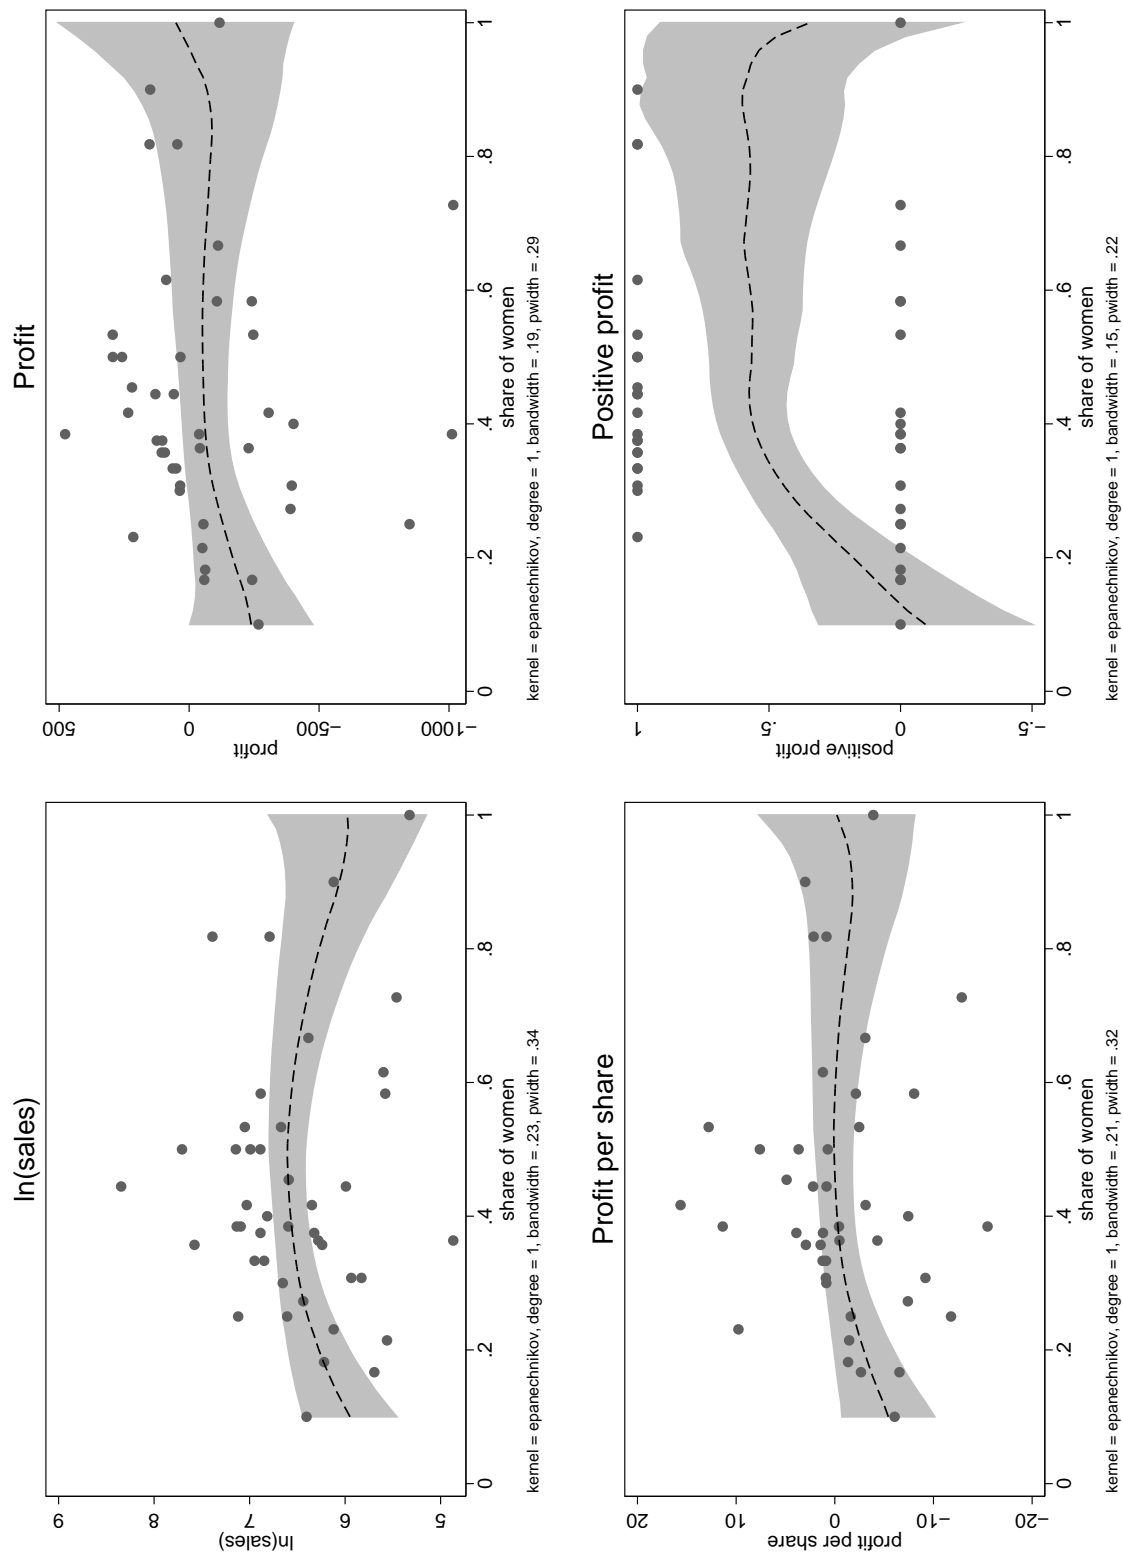 ln(sales)
9
8
7
6
5
ln(sales)
0 .2 .4 .6 .8 1
share of women
kernel = epanechnikov, degree = 1, bandwidth = .23, pwidth = .34
Profit
500
0
−500
−1000
profit
0 .2 .4 .6 .8 1
share of women
kernel = epanechnikov, degree = 1, bandwidth = .19, pwidth = .29
Profit per share
20
10
0
−10
−20
profit per share
0 .2 .4 .6 .8 1
share of women
kernel = epanechnikov, degree = 1, bandwidth = .21, pwidth = .32
Positive profit
1
.5
0
−.5
positive profit
0 .2 .4 .6 .8 1
share of women
kernel = epanechnikov, degree = 1, bandwidth = .15, pwidth = .22